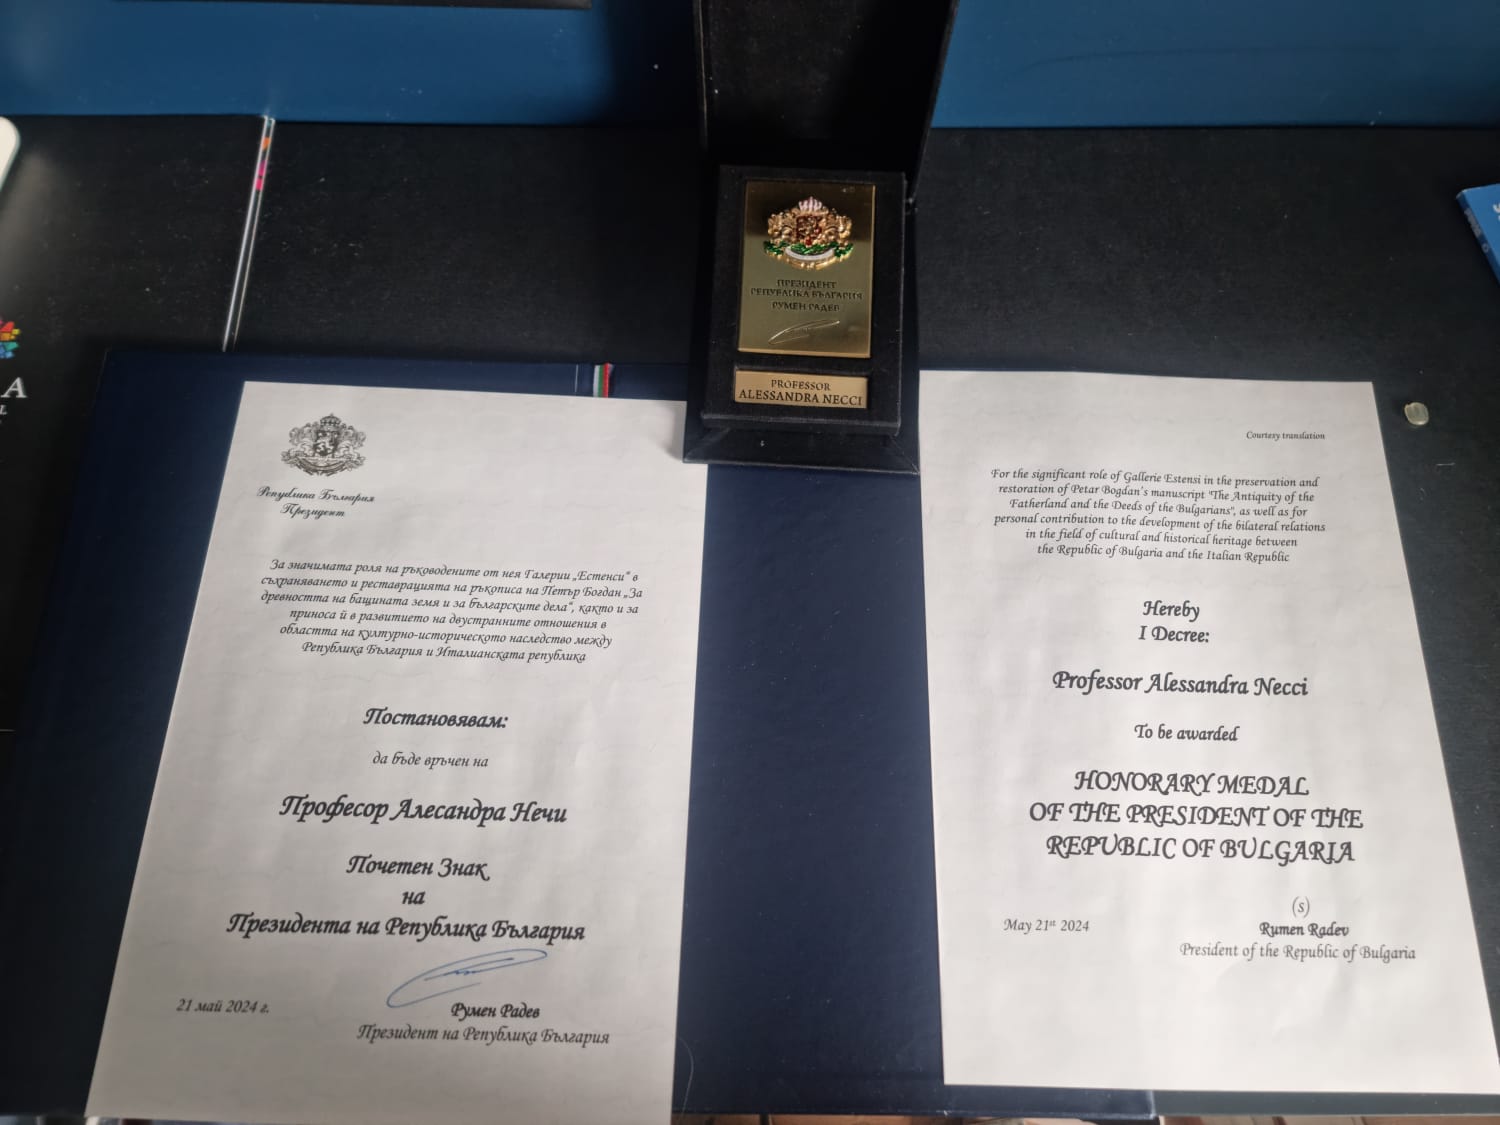 ПРЕЗИДЕНТ
РЕПУБЛИКА БЪЛГАРИЯ
РУМЕН РАДЕВ
PROFESSOR
ALESSANDRA NECCI
Република България
Президент
За значимата роля на ръководените от нея Галерии „Естенси“ в
съхраняването и реставрацията на ръкописа на Петър Богдан „За
древността на бащината земя и за българските дела“, както и за
приноса ѝ в развитието на двустранните отношения в
областта на културно-историческото наследство между
Република България и Италианската република
Постановявам:
да бъде връчен на
Професор Алесандра Нечи
Почетен Знак
на
Президента на Република България
21 май 2024 г.
Румен Радев
Президент на Република България
Courtesy translation
For the significant role of Gallerie Estensi in the preservation and
restoration of Petar Bogdan's manuscript "The Antiquity of the
Fatherland and the Deeds of the Bulgarians", as well as for
personal contribution to the development of the bilateral relations
in the field of cultural and historical heritage between
the Republic of Bulgaria and the Italian Republic
Hereby
I Decree:
Professor Alessandra Necci
To be awarded
HONORARY MEDAL
OF THE PRESIDENT OF THE
REPUBLIC OF BULGARIA
(s)
May 21st 2024
Rumen Radev
President of the Republic of Bulgaria